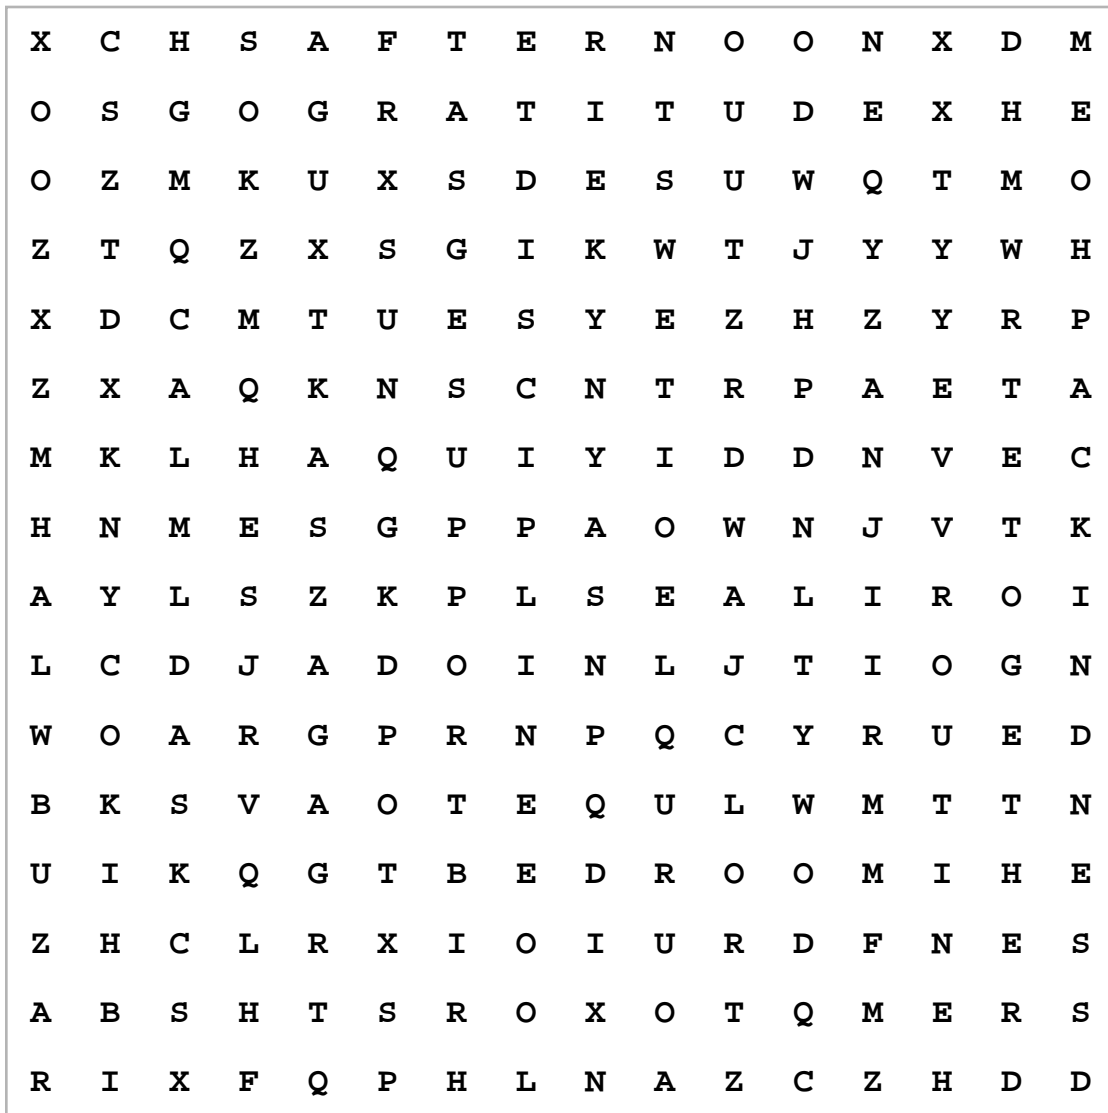 X C H S A F T E R N O O N X D M
O S G O G R A T I T U D E X H E
O Z M K U X S D E S U W Q T M O
Z T Q Z X S G I K W T J Y Y W H
X D C M T U E S Y E Z H Z Y R P
Z X A Q K N S C N T R P A E T A
M K L H A Q U I Y I D D N V E C
H N M E S G P P A O W N J V T K
A Y L S Z K P L S E A L I R O I
L C D J A D O I N L J T I O G N
W O A R G P R N P Q C Y R U E D
B K S V A O T E Q U L W M T T N
U I K Q G T B E D R O O M I H E
Z H C L R X I O I U R D F N E S
A B S H T S R O X O T Q M E R S
R I X F Q P H L N A Z C Z H D D